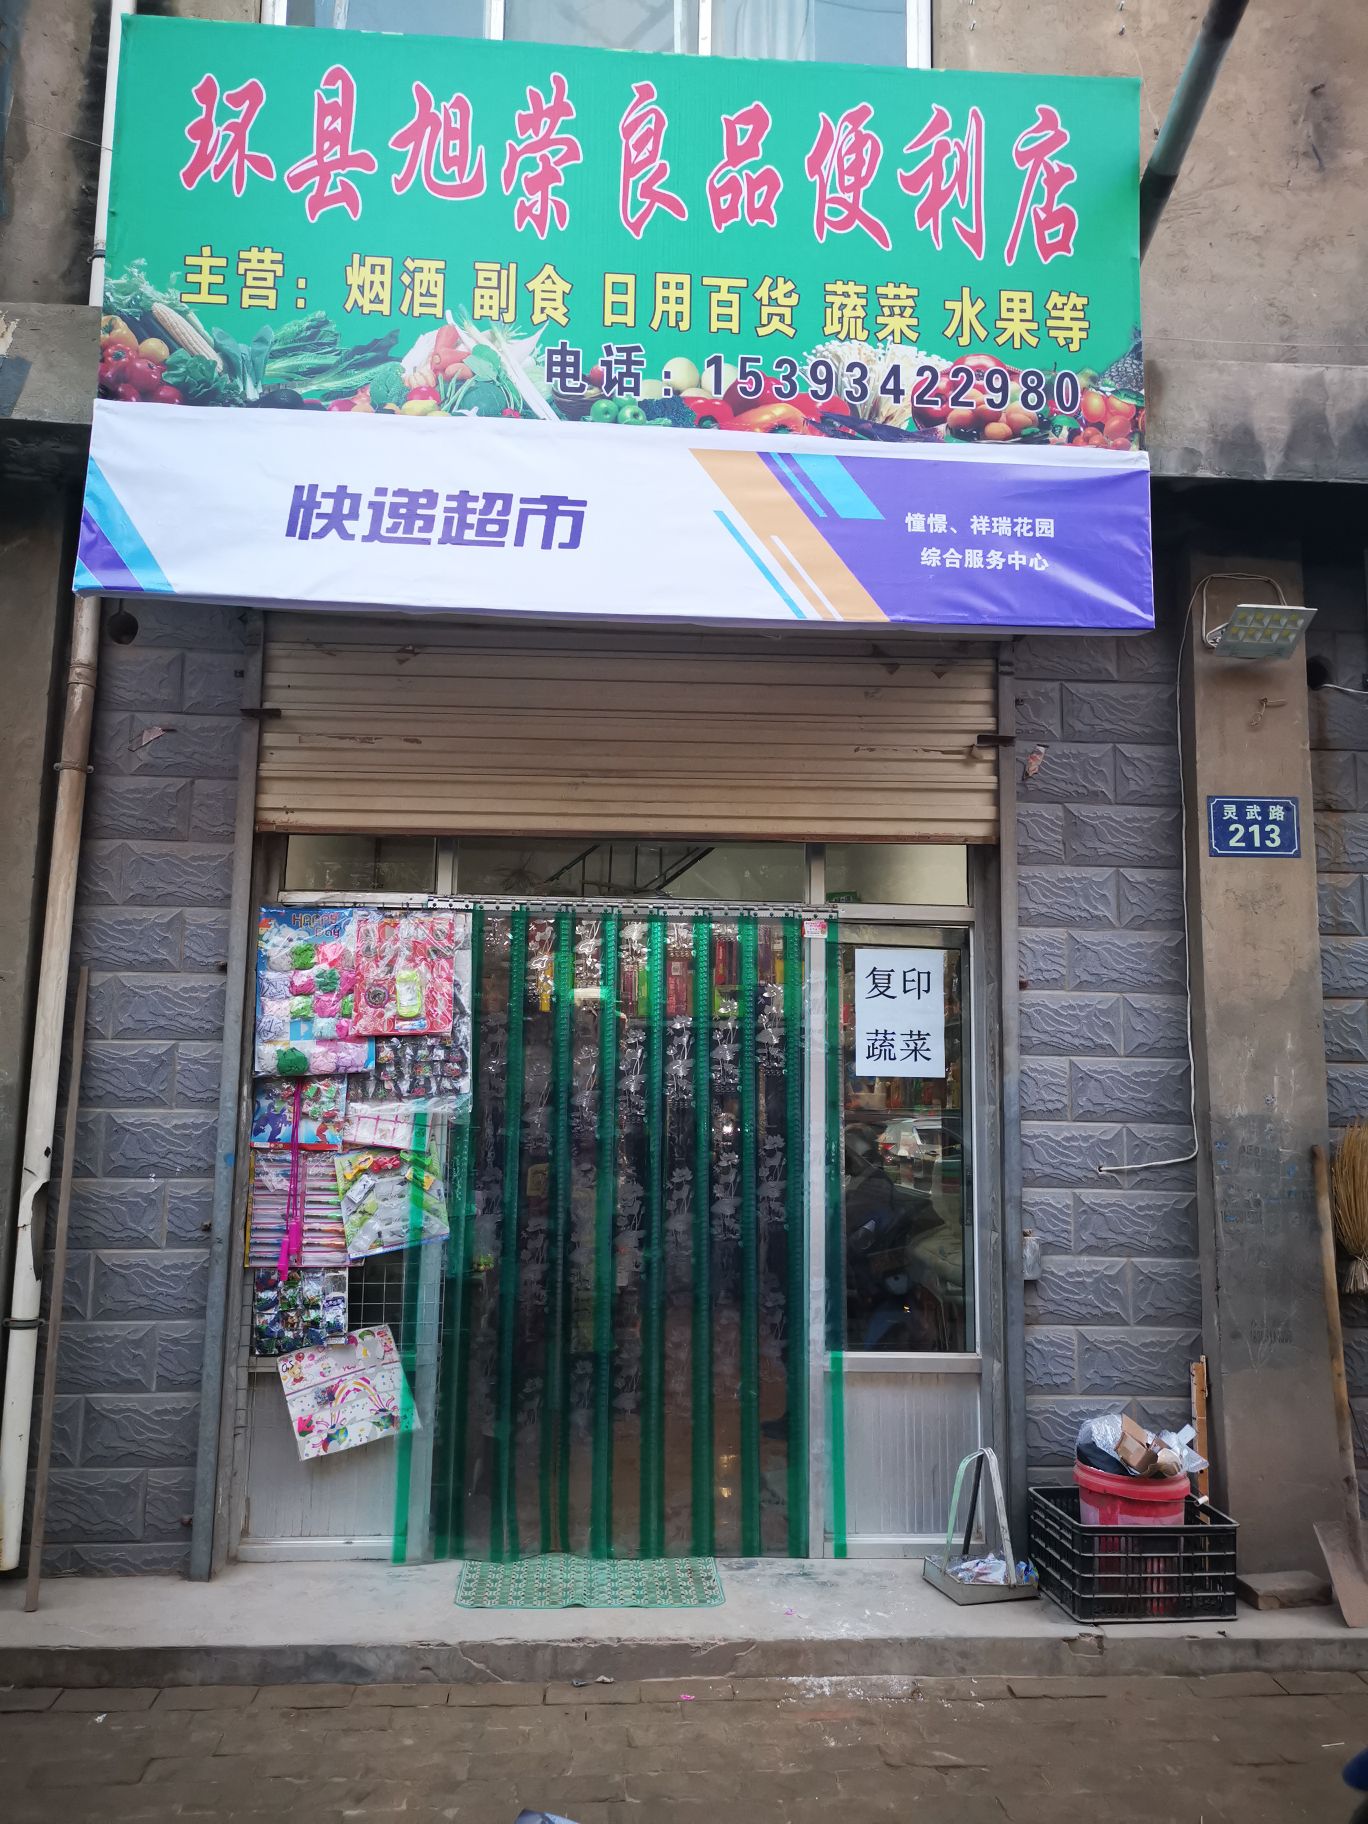 环县旭荣良品便利店
主营：烟酒 副食 日用百货 蔬菜 水果等
电话：15393422980
快递超市
憧憬、祥瑞花园
综合服务中心
灵武路
213
复印
蔬菜
HAPPY
Day